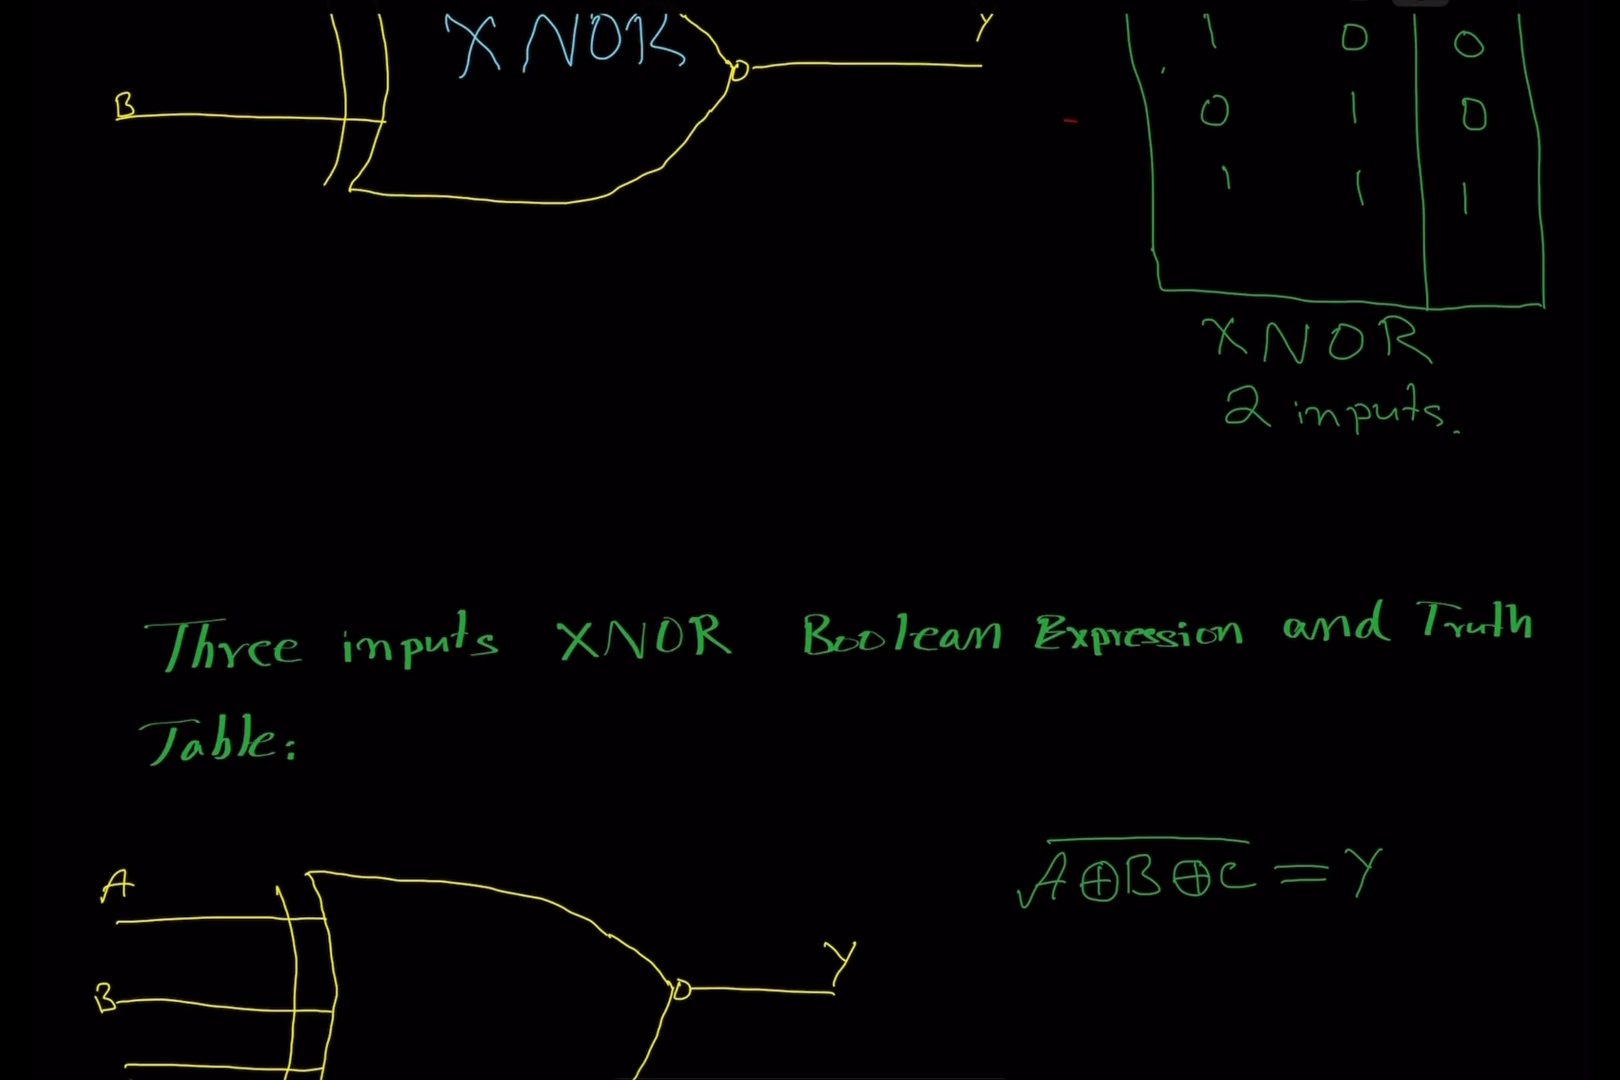 XNOR
Y
B
1 0 0
0 1 0
1 1 1
XNOR
2 inputs.
Three inputs XNOR Boolean Expression and Truth
Table:
A⊕B⊕C = Y
A
Y
B